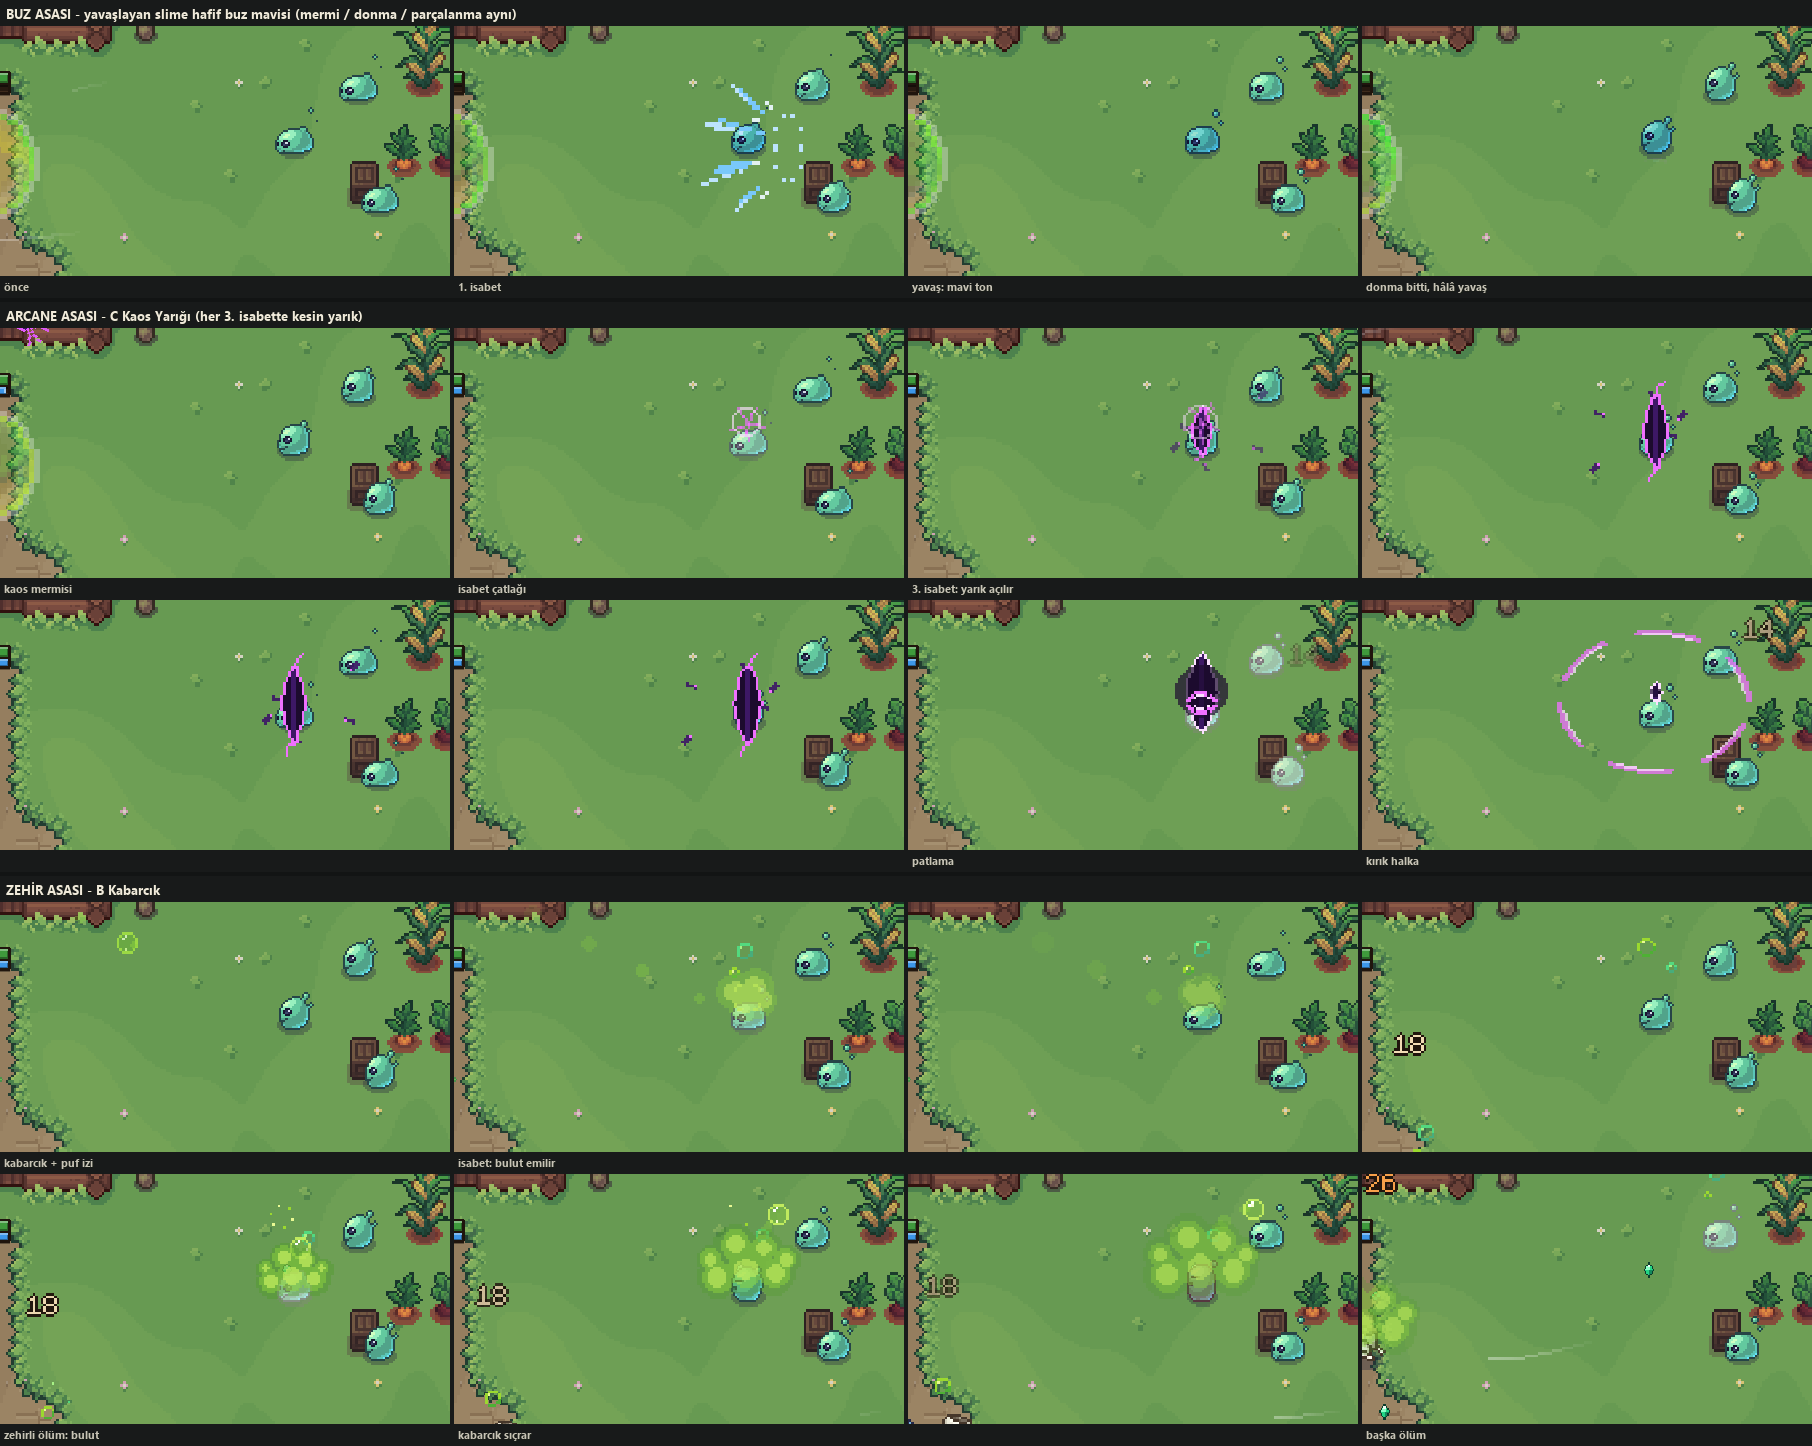 BUZ ASASI - yavaşlayan slime hafif buz mavisi (mermi / donma / parçalanma aynı)
önce
1. isabet
yavaş: mavi ton
donma bitti, hâlâ yavaş
ARCANE ASASI - C Kaos Yarığı (her 3. isabette kesin yarık)
kaos mermisi
isabet çatlağı
3. isabet: yarık açılır
14
14
patlama
kırık halka
ZEHİR ASASI - B Kabarcık
18
kabarcık + puf izi
isabet: bulut emilir
26
18
18
18
zehirli ölüm: bulut
kabarcık sıçrar
başka ölüm